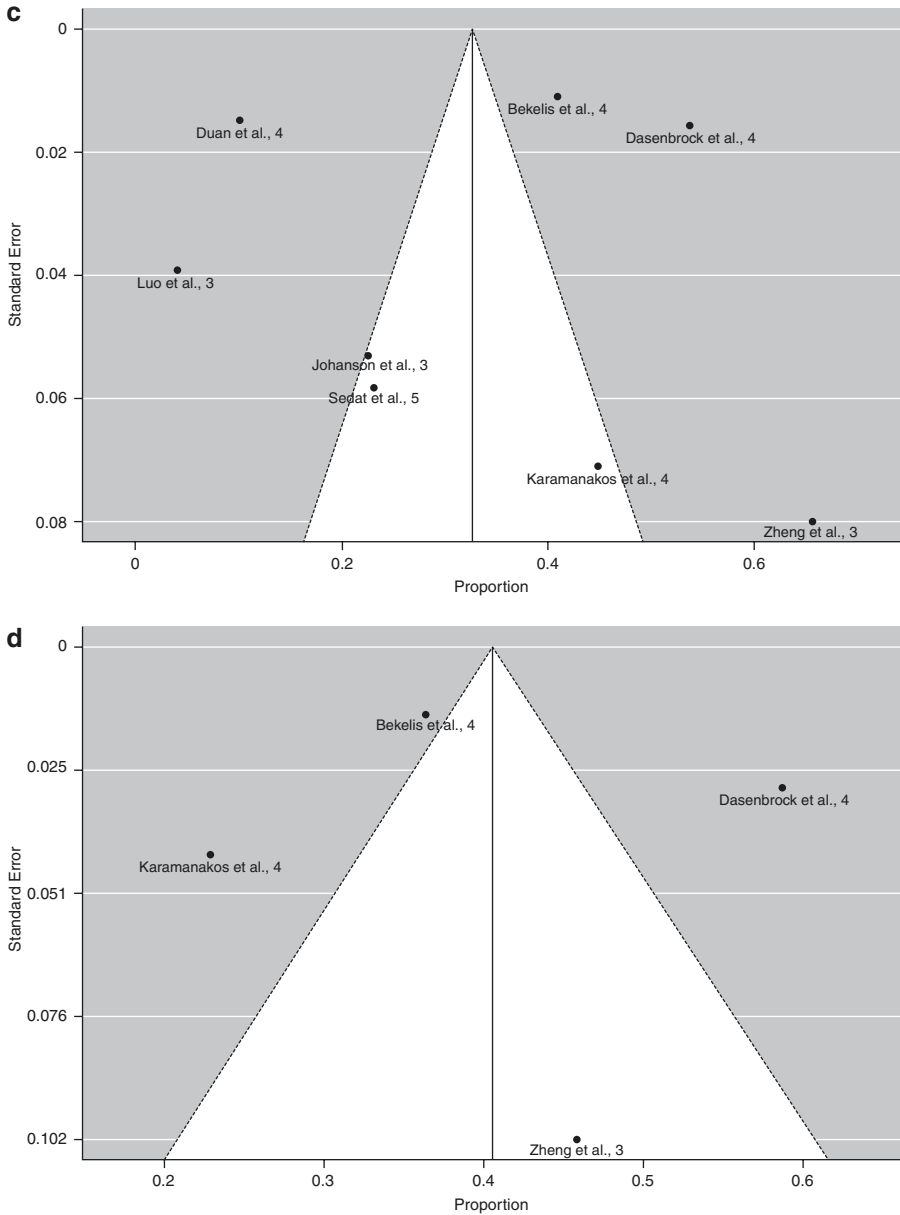 c
0
Bekelis et al., 4
Duan et al., 4
Dasenbrock et al., 4
0.02
Standard Error
0.04
Luo et al., 3
Johanson et al., 3
0.06
Sedat et al., 5
Karamanakos et al., 4
0.08
Zheng et al., 3
0 0.2 0.4 0.6
Proportion
d
0
Bekelis et al., 4
0.025
Dasenbrock et al., 4
Karamanakos et al., 4
0.051
Standard Error
0.076
0.102
Zheng et al., 3
0.2 0.3 0.4 0.5 0.6
Proportion